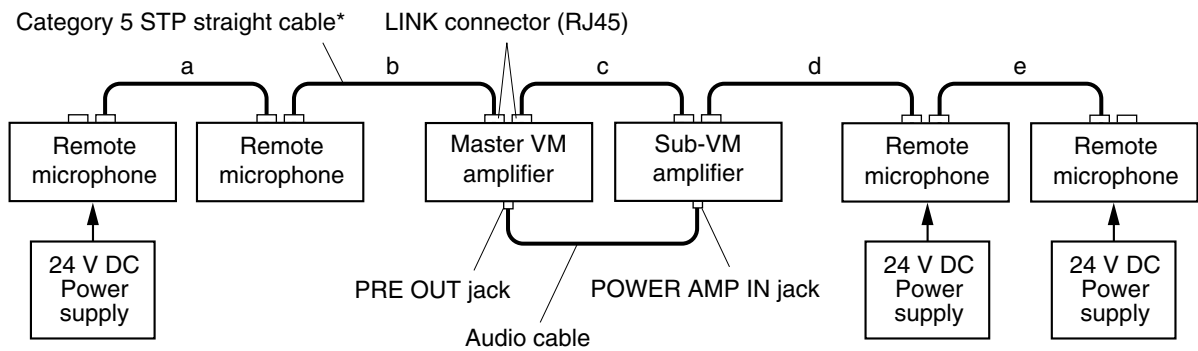 Category 5 STP straight cable*
LINK connector (RJ45)
a
b
c
d
e
Remote
microphone
Remote
microphone
Master VM
amplifier
Sub-VM
amplifier
Remote
microphone
Remote
microphone
24 V DC
Power
supply
PRE OUT jack
POWER AMP IN jack
24 V DC
Power
supply
24 V DC
Power
supply
Audio cable